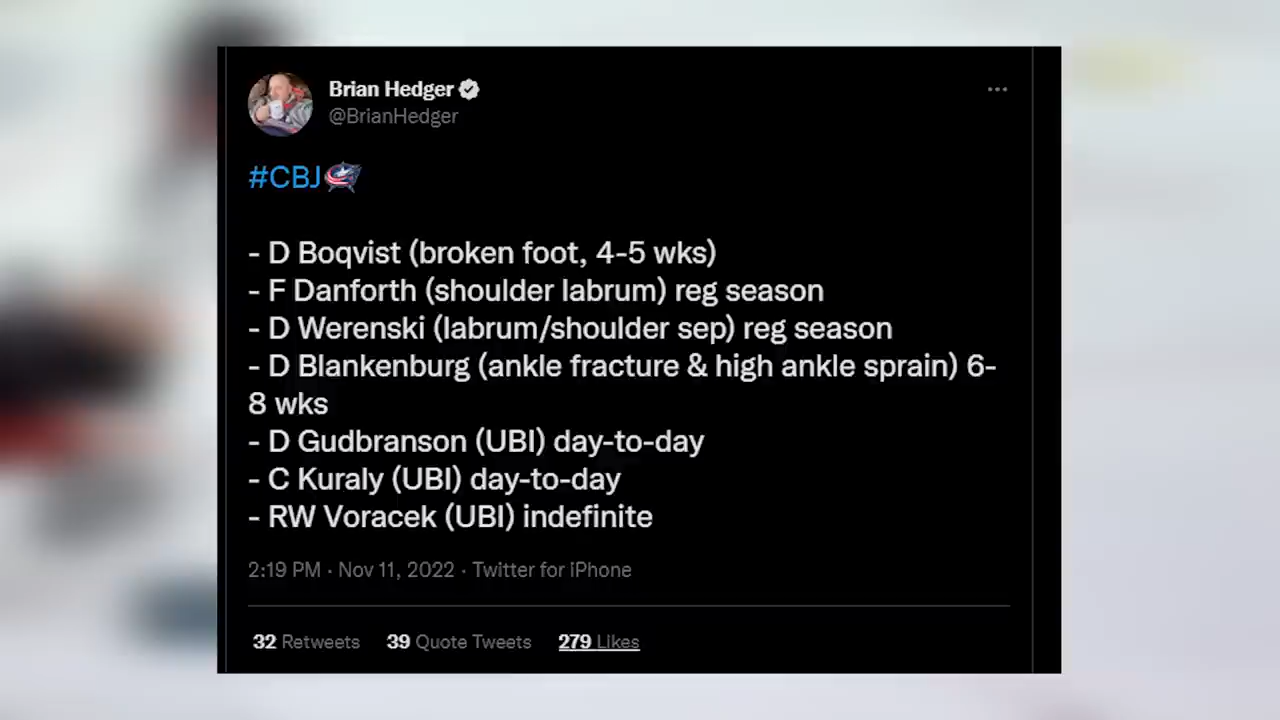 Brian Hedger
@BrianHedger
#CBJ
- D Boqvist (broken foot, 4-5 wks)
- F Danforth (shoulder labrum) reg season
- D Werenski (labrum/shoulder sep) reg season
- D Blankenburg (ankle fracture & high ankle sprain) 6-
8 wks
- D Gudbranson (UBI) day-to-day
- C Kuraly (UBI) day-to-day
- RW Voracek (UBI) indefinite
2:19 PM · Nov 11, 2022 · Twitter for iPhone
32 Retweets 39 Quote Tweets 279 Likes